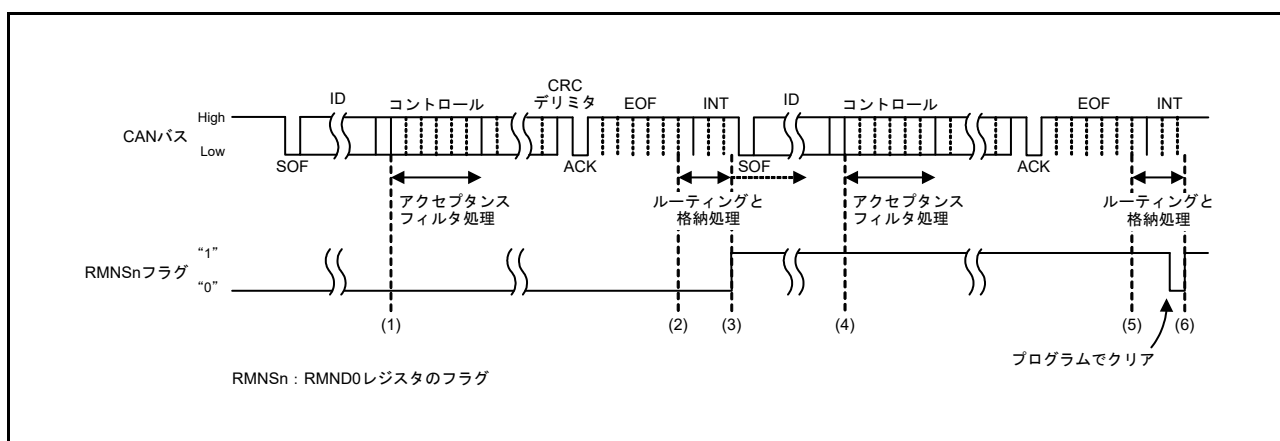 CRC
ID コントロール デリミタ EOF INT ID コントロール EOF INT
High
CANバス
Low
SOF ACK SOF ACK
アクセプタンス
フィルタ処理
ルーティングと
格納処理
アクセプタンス
フィルタ処理
ルーティングと
格納処理
“1”
RMNSnフラグ
“0”
(1) (2) (3) (4) (5) (6)
プログラムでクリア
RMNSn：RMND0レジスタのフラグ